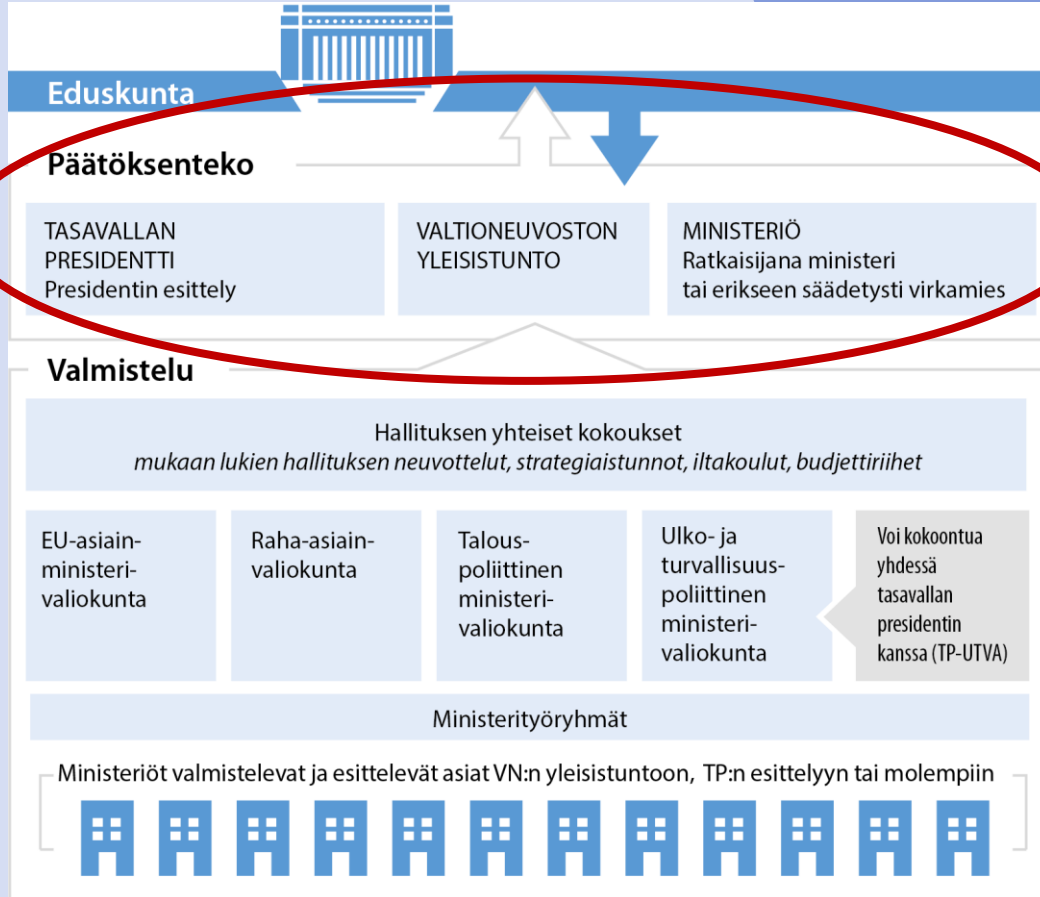 Eduskunta
Päätöksenteko
TASAVALLAN
PRESIDENTTI
Presidentin esittely
VALTIONEUVOSTON
YLEISISTUNTO
MINISTERIÖ
Ratkaisijana ministeri
tai erikseen säädetysti virkamies
Valmistelu
Hallituksen yhteiset kokoukset
mukaan lukien hallituksen neuvottelut, strategiaistunnot, iltakoulut, budjettiriihet
EU-asiain-
ministeri-
valiokunta
Raha-asiain-
valiokunta
Talous-
poliittinen
ministeri-
valiokunta
Ulko- ja
turvallisuus-
poliittinen
ministeri-
valiokunta
Voi kokoontua
yhdessä
tasavallan
presidentin
kanssa (TP-UTVA)
Ministerityöryhmät
Ministeriöt valmistelevat ja esittelevät asiat VN:n yleisistuntoon, TP:n esittelyyn tai molempiin